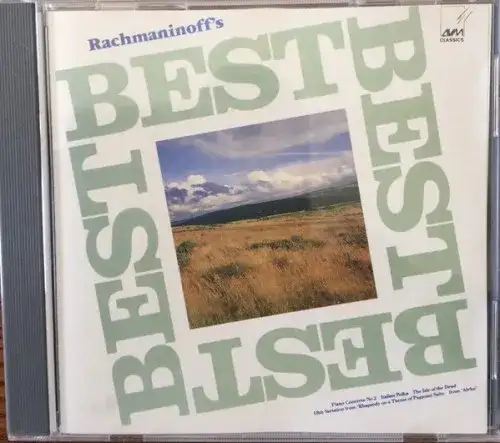 Rachmaninoff's
AVM
CLASSICS
BEST
BEST
BEST
BEST
Piano Concerto No 2 Italian Polka The Isle of the Dead
18th Variation from 'Rhapsody on a Theme of Paganini' Suite from 'Aleko'